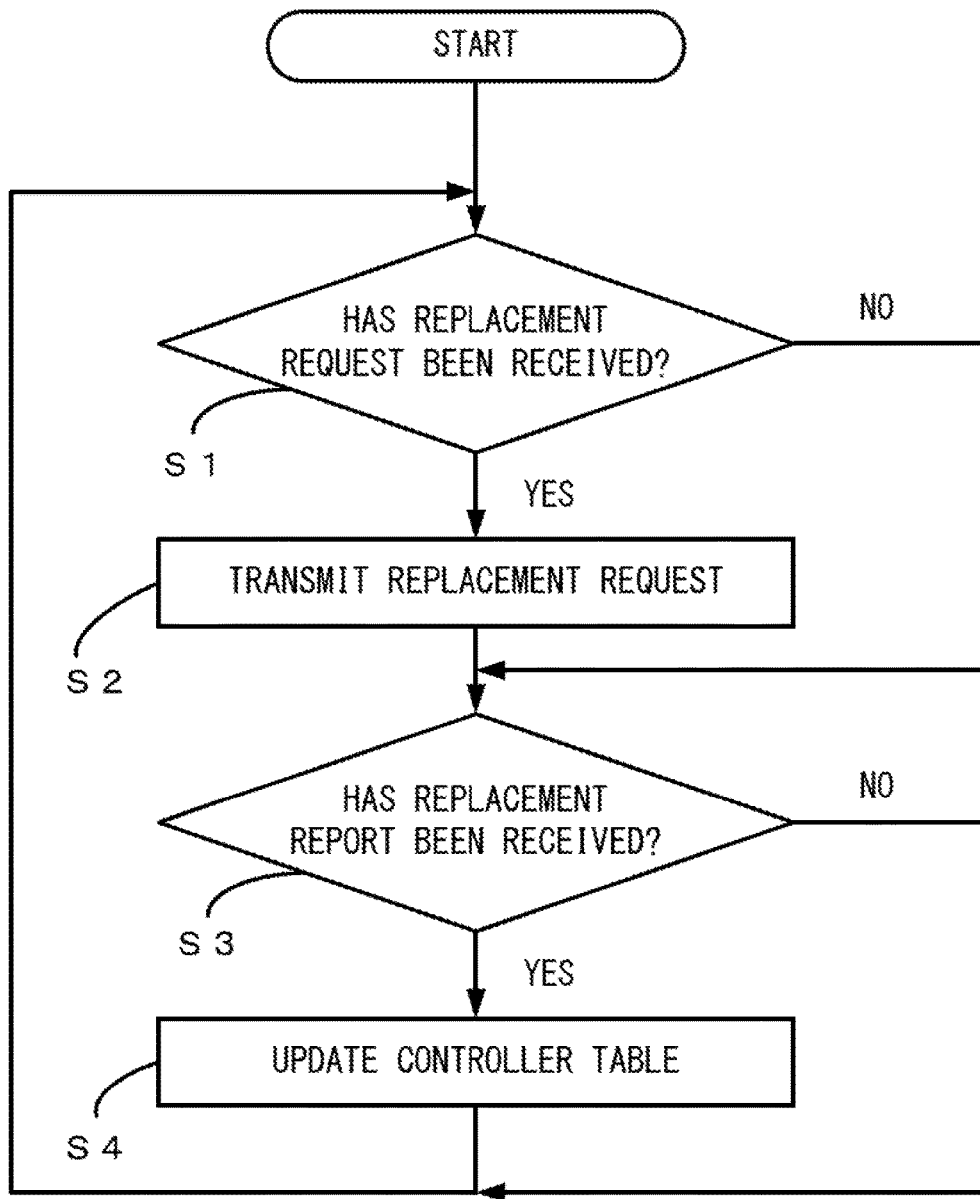 START
HAS REPLACEMENT
REQUEST BEEN RECEIVED?
NO
S 1
YES
TRANSMIT REPLACEMENT REQUEST
S 2
HAS REPLACEMENT
REPORT BEEN RECEIVED?
NO
S 3
YES
UPDATE CONTROLLER TABLE
S 4